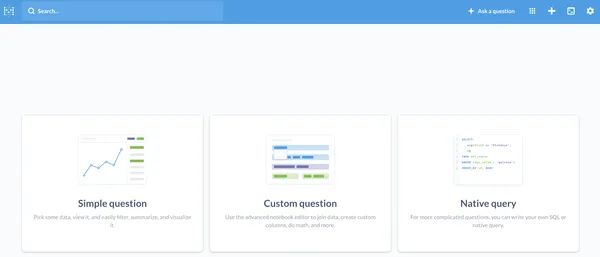 Search...
Ask a question
Simple question
Pick some data, view it, and easily filter, summarize, and visualize
it.
Custom question
Use the advanced notebook editor to join data, create custom
columns, do math, and more.
Native query
For more complicated questions, you can write your own SQL or
native query.
SELECT